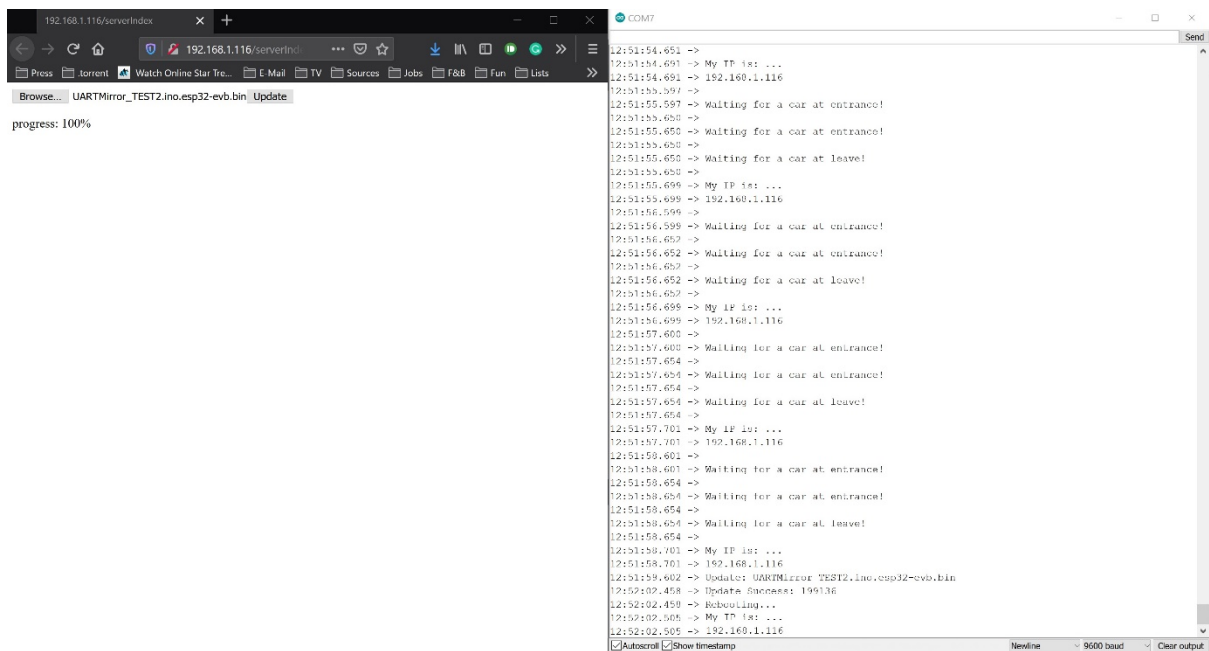 192.168.1.116/serverIndex
192.168.1.116/serverInd
Press .torrent Watch Online Star Tre... E-Mail TV Sources Jobs F&B Fun Lists
Browse... UARTMirror_TEST2.ino.esp32-evb.bin Update
progress: 100%
COM7
Send
12:51:54.651 ->
12:51:54.691 -> My IP is: ...
12:51:54.691 -> 192.168.1.116
12:51:55.597 ->
12:51:55.597 -> Waiting for a car at entrance!
12:51:55.650 ->
12:51:55.650 -> Waiting for a car at entrance!
12:51:55.650 ->
12:51:55.650 -> Waiting for a car at leave!
12:51:55.650 ->
12:51:55.699 -> My IP is: ...
12:51:55.699 -> 192.168.1.116
12:51:56.599 ->
12:51:56.599 -> Waiting for a car at entrance!
12:51:56.652 ->
12:51:56.652 -> Waiting for a car at entrance!
12:51:56.652 ->
12:51:56.652 -> Waiting for a car at leave!
12:51:56.652 ->
12:51:56.699 -> My IP is: ...
12:51:56.699 -> 192.168.1.116
12:51:57.600 ->
12:51:57.600 -> Waiting for a car at entrance!
12:51:57.654 ->
12:51:57.654 -> Waiting for a car at entrance!
12:51:57.654 ->
12:51:57.654 -> Waiting for a car at leave!
12:51:57.654 ->
12:51:57.701 -> My IP is: ...
12:51:57.701 -> 192.168.1.116
12:51:58.601 ->
12:51:58.601 -> Waiting for a car at entrance!
12:51:58.654 ->
12:51:58.654 -> Waiting for a car at entrance!
12:51:58.654 ->
12:51:58.654 -> Waiting for a car at leave!
12:51:58.654 ->
12:51:58.701 -> My IP is: ...
12:51:58.701 -> 192.168.1.116
12:51:59.602 -> Update: UARTMirror_TEST2.ino.esp32-evb.bin
12:52:02.458 -> Update Success: 199136
12:52:02.458 -> Rebooting...
12:52:02.505 -> My IP is: ...
12:52:02.505 -> 192.168.1.116
Autoscroll Show timestamp Newline 9600 baud Clear output